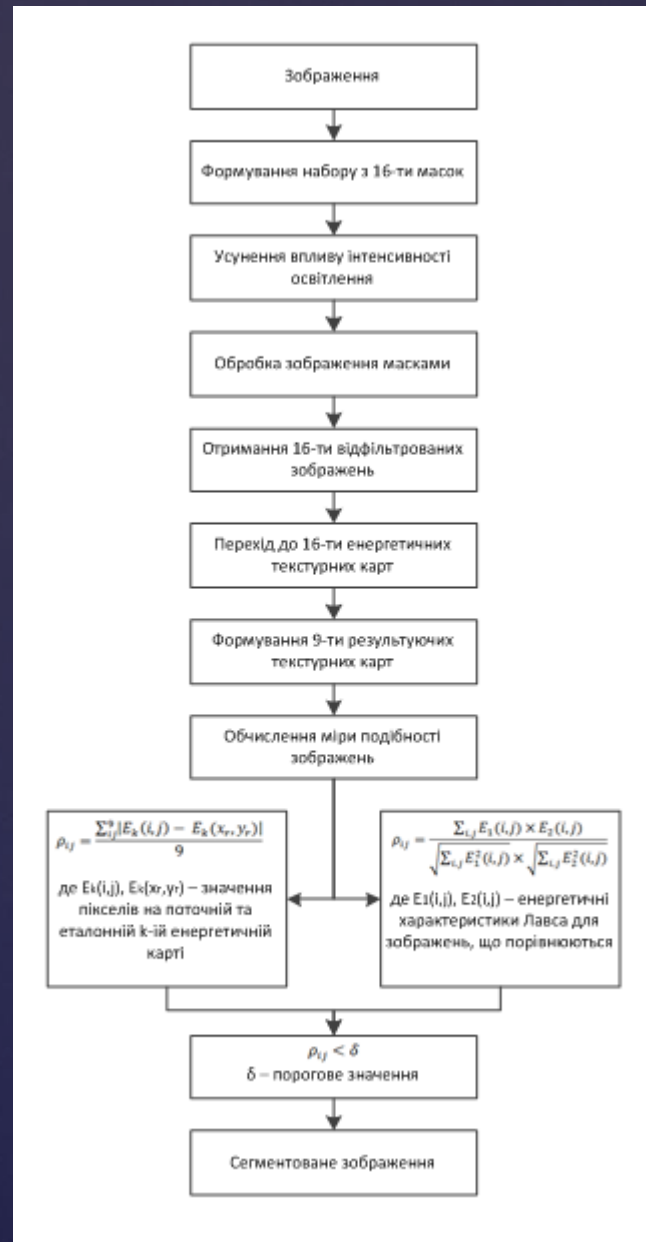 Зображення
Формування набору з 16-ти масок
Усунення впливу інтенсивності
освітлення
Обробка зображення масками
Отримання 16-ти відфільтрованих
зображень
Перехід до 16-ти енергетичних
текстурних карт
Формування 9-ти результуючих
текстурних карт
Обчислення міри подібності
зображень
ρᵢⱼ = ∑ᵢⱼ⁹|Eₖ(i,j) − Eₖ(xᵣ,yᵣ)| / 9
де Ek(i,j), Ek(xr,yr) – значення
пікселів на поточній та
еталонній k-ій енергетичній
карті
ρᵢⱼ = ∑ᵢ,ⱼ E₁(i,j) × E₂(i,j) / √∑ᵢ,ⱼ E₁²(i,j) × √∑ᵢ,ⱼ E₂²(i,j)
де E1(i,j), E2(i,j) – енергетичні
характеристики Лавса для
зображень, що порівнюються
ρᵢⱼ < δ
δ – порогове значення
Сегментоване зображення